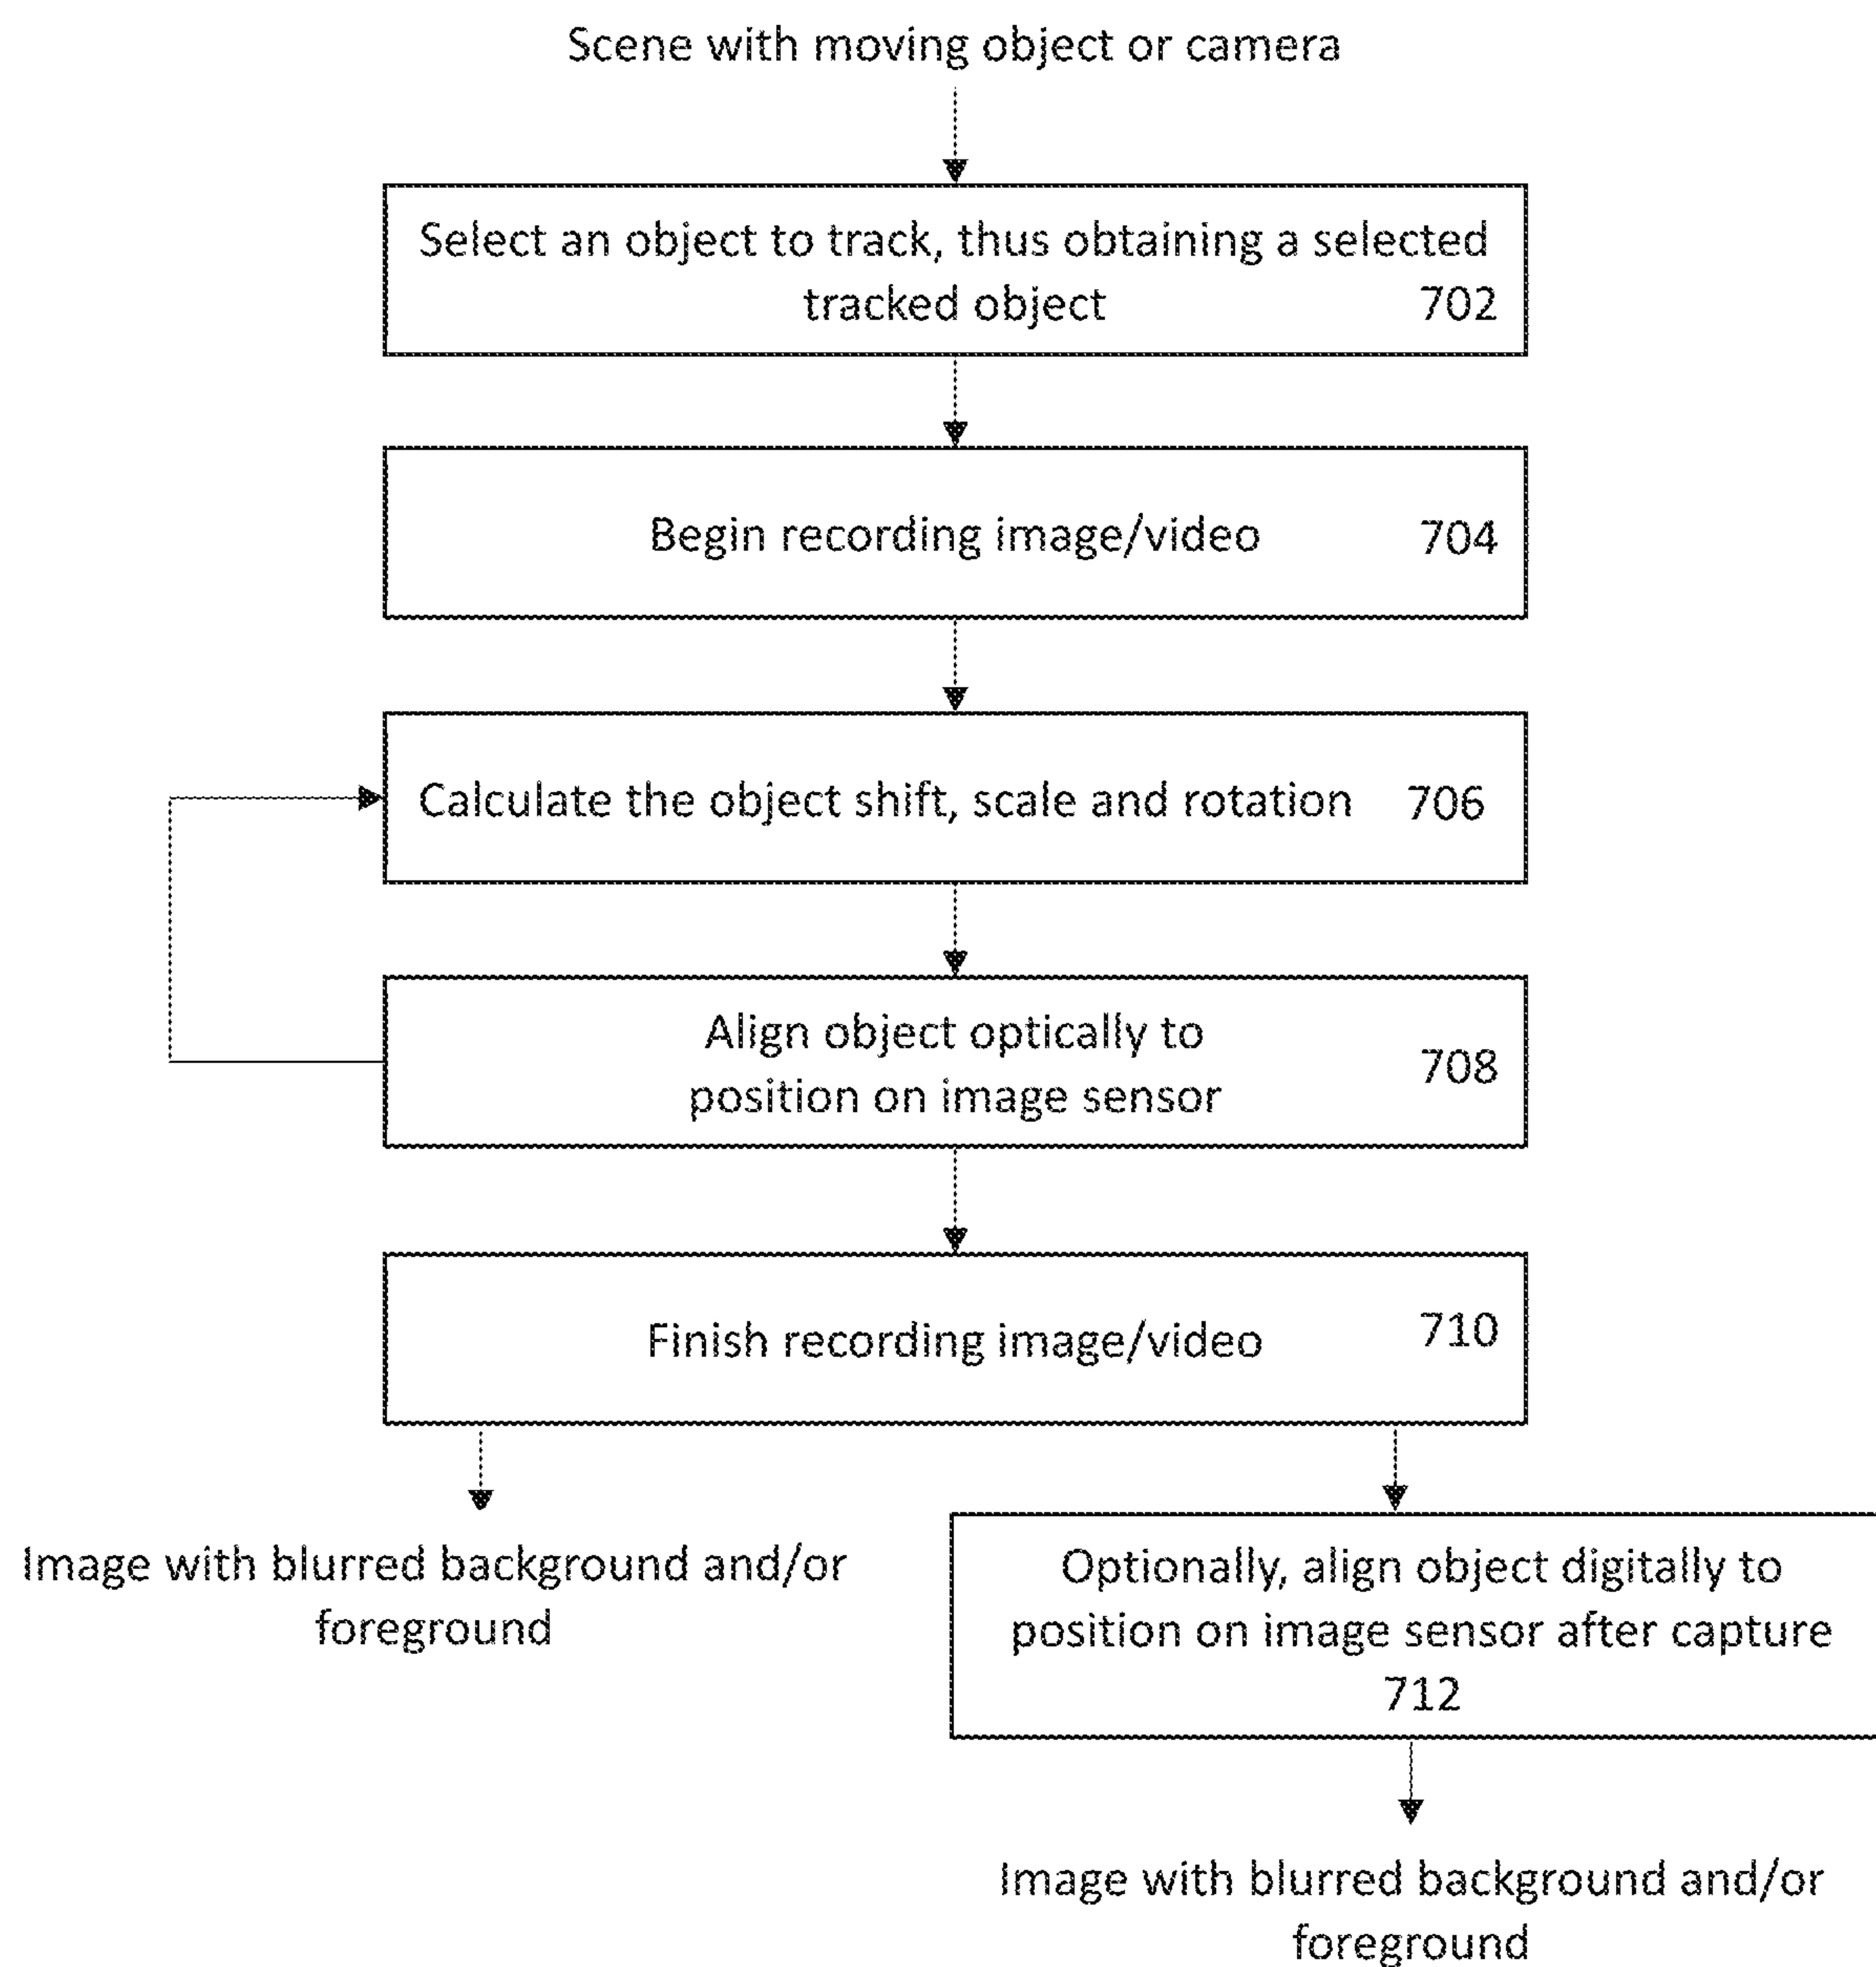 Scene with moving object or camera
Select an object to track, thus obtaining a selected
tracked object 702
Begin recording image/video 704
Calculate the object shift, scale and rotation 706
Align object optically to
position on image sensor 708
Finish recording image/video 710
Image with blurred background and/or
foreground
Optionally, align object digitally to
position on image sensor after capture
712
Image with blurred background and/or
foreground